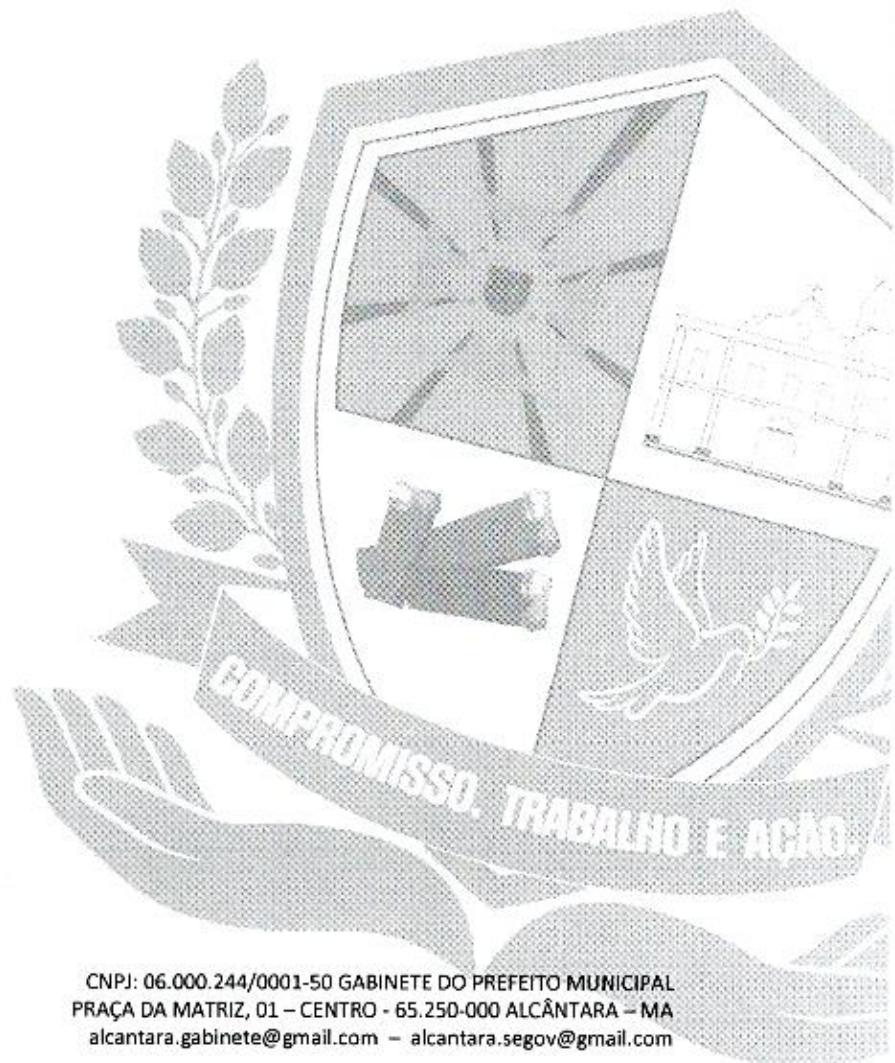 COMPROMISSO. TRABALHO E AÇÃO.
CNPJ: 06.000.244/0001-50 GABINETE DO PREFEITO MUNICIPAL
PRAÇA DA MATRIZ, 01 – CENTRO - 65.250-000 ALCÂNTARA – MA
alcantara.gabinete@gmail.com – alcantara.segov@gmail.com